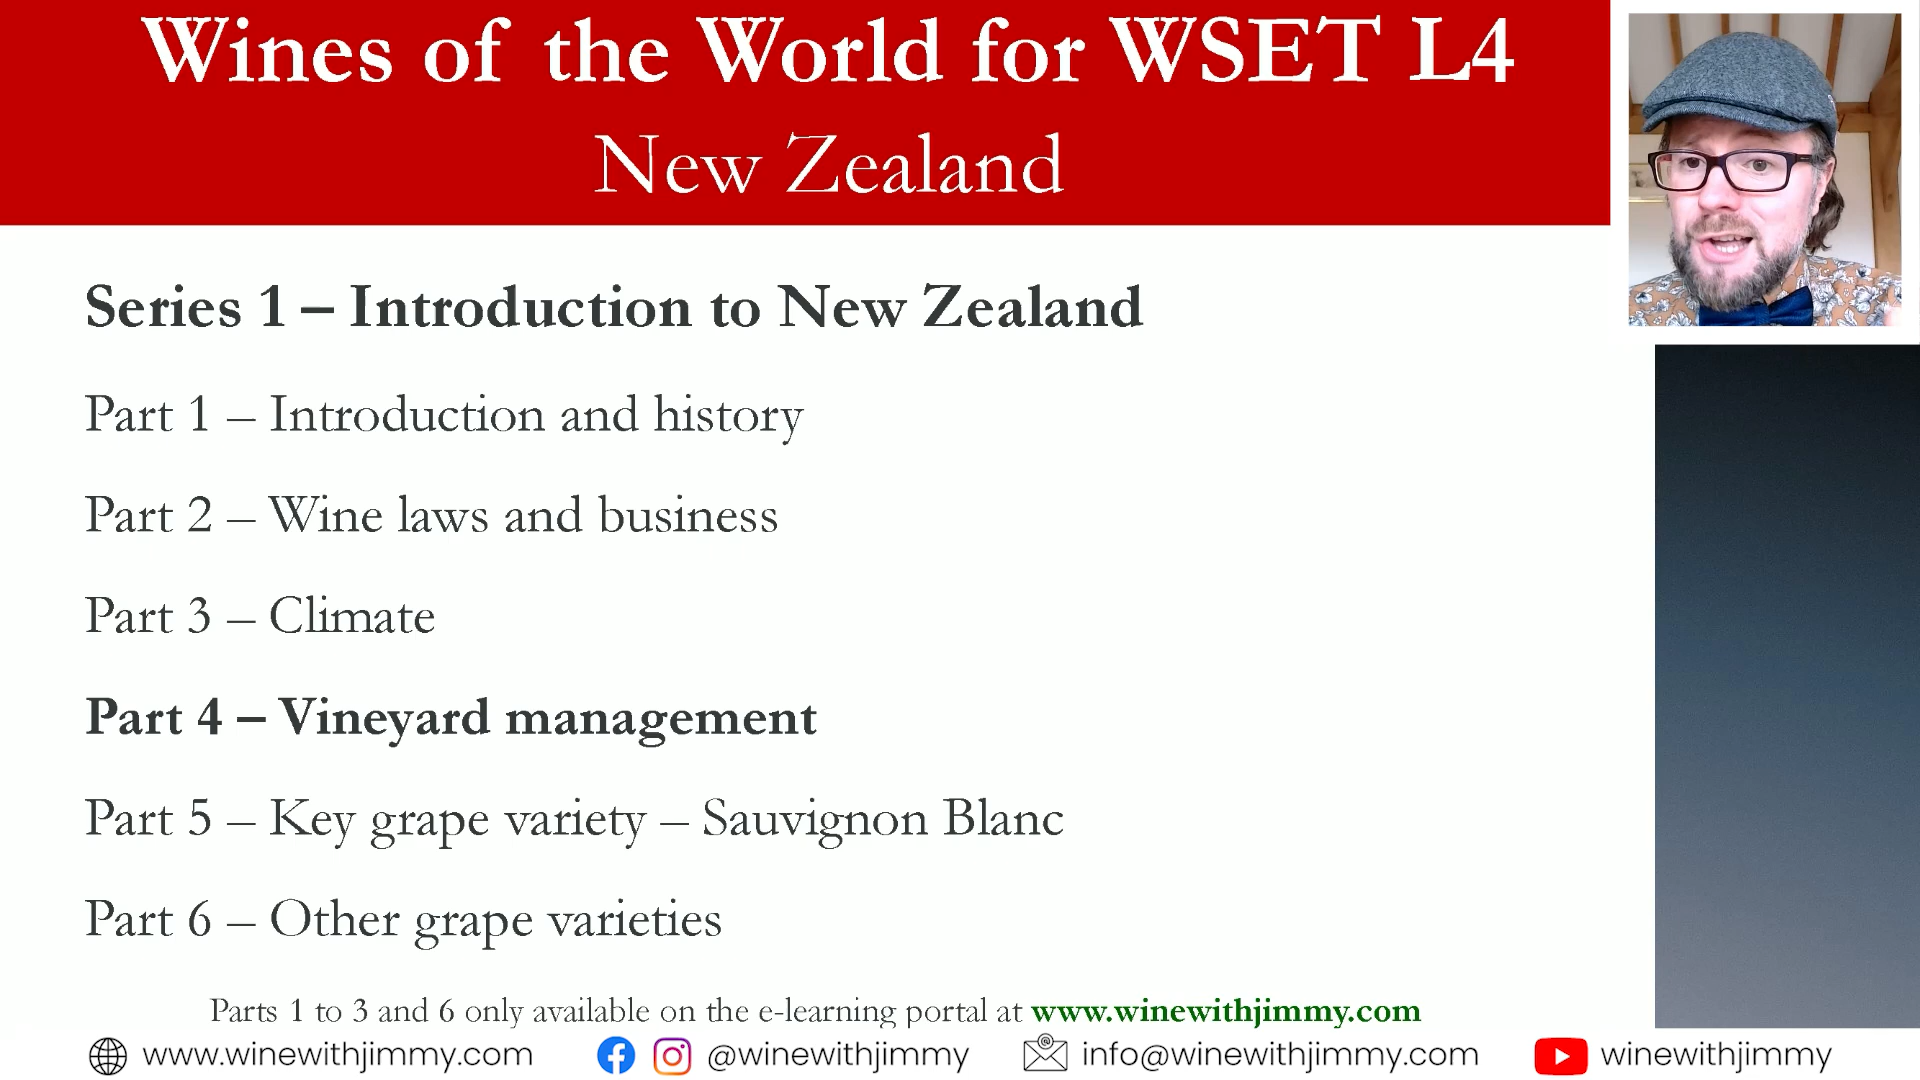 Wines of the World for WSET L4
New Zealand
Series 1 – Introduction to New Zealand
Part 1 – Introduction and history
Part 2 – Wine laws and business
Part 3 – Climate
Part 4 – Vineyard management
Part 5 – Key grape variety – Sauvignon Blanc
Part 6 – Other grape varieties
Parts 1 to 3 and 6 only available on the e-learning portal at www.winewithjimmy.com
www.winewithjimmy.com @winewithjimmy info@winewithjimmy.com winewithjimmy